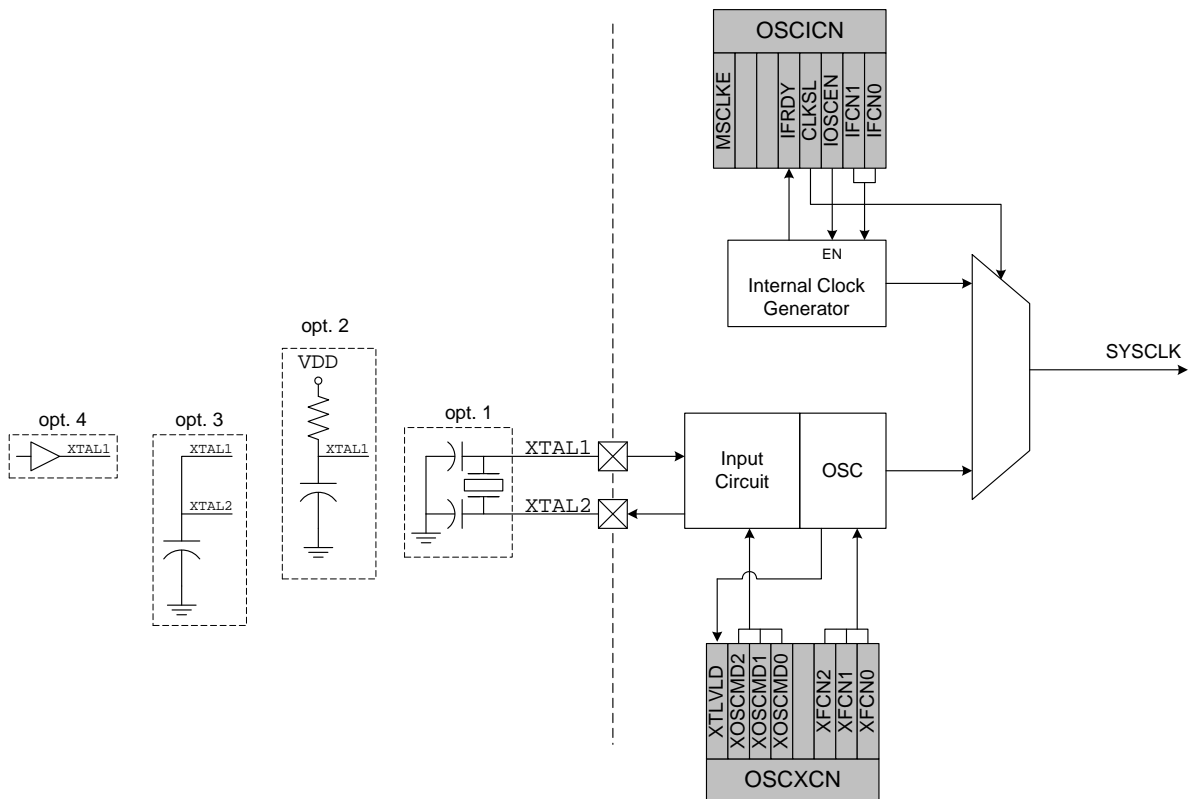 OSCICN
MSCLKE
IFRDY
CLKSL
IOSCEN
IFCN1
IFCN0
EN
Internal Clock
Generator
SYSCLK
opt. 4
XTAL1
opt. 3
XTAL1
XTAL2
opt. 2
VDD
XTAL1
opt. 1
XTAL1
XTAL2
Input
Circuit
OSC
XTLVLD
XOSCMD2
XOSCMD1
XOSCMD0
XFCN2
XFCN1
XFCN0
OSCXCN